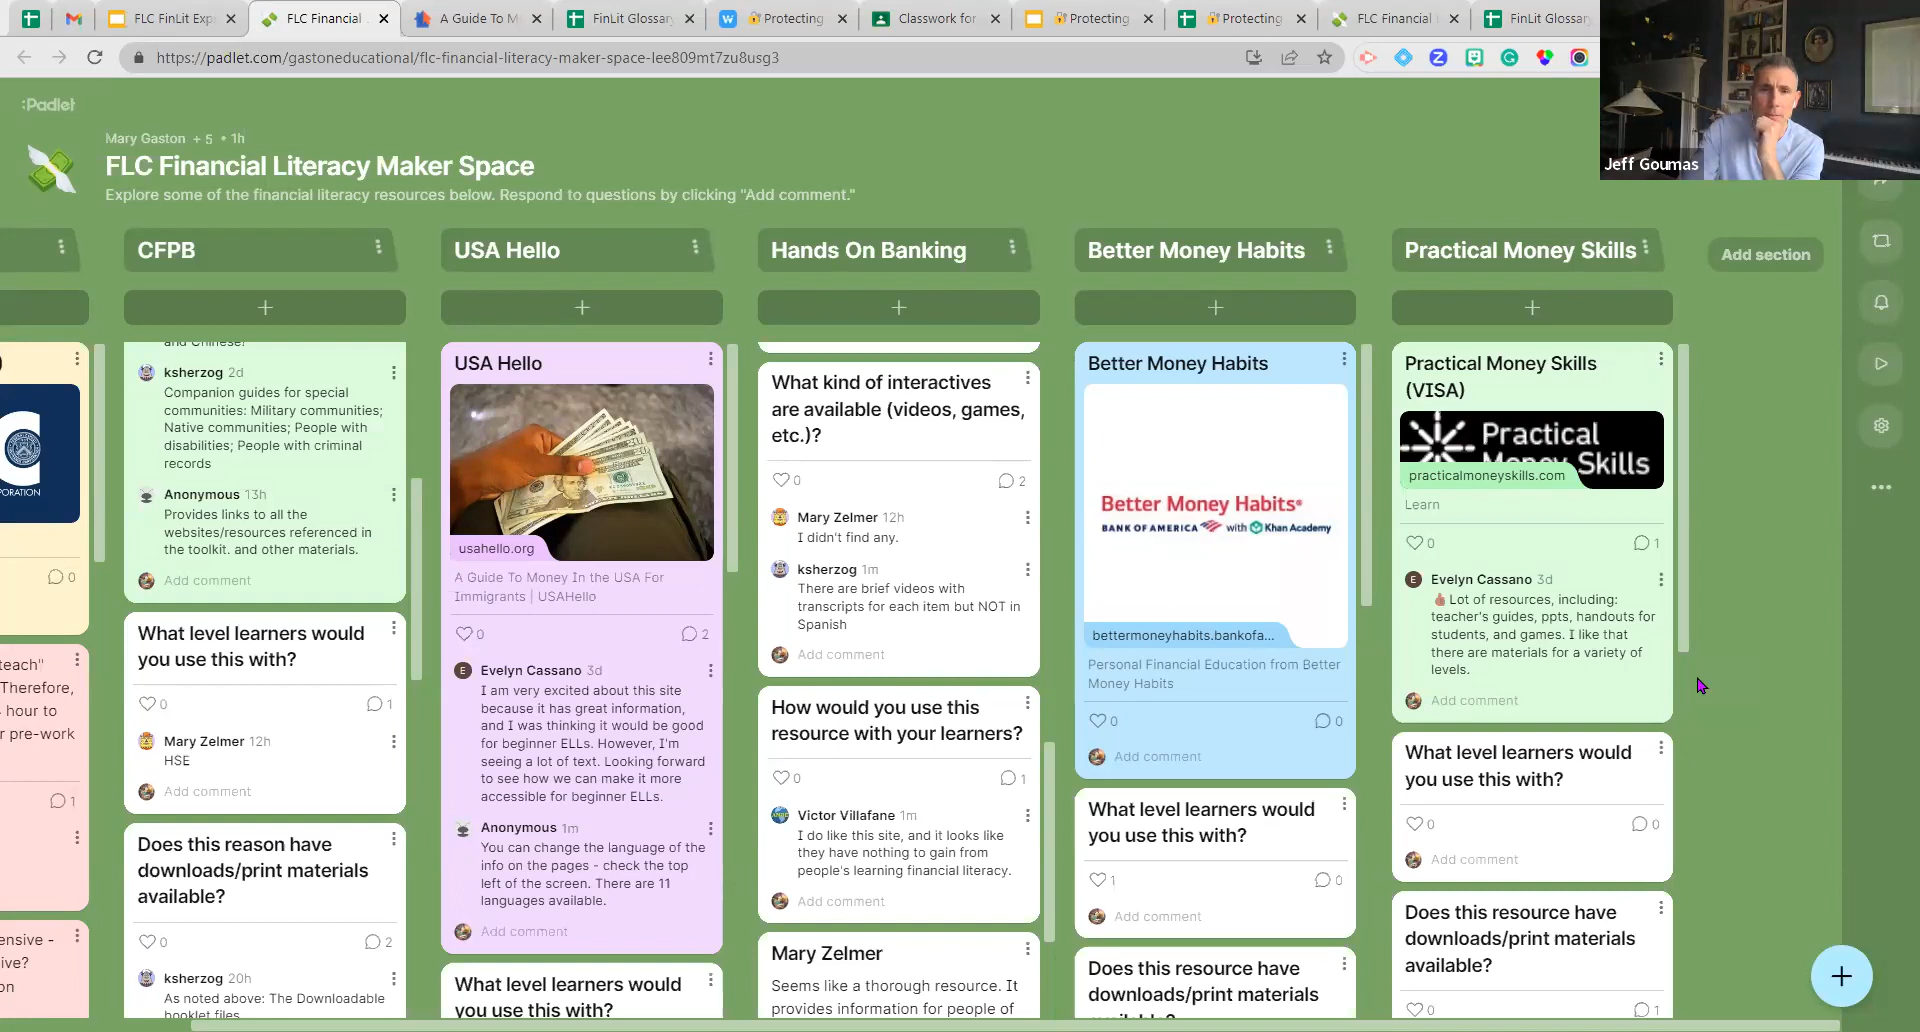 FLC FinLit Exp
FLC Financial
A Guide To M
FinLit Glossary
Protecting
Classwork for
Protecting
Protecting
FLC Financial
FinLit Glossary
https://padlet.com/gastoneducational/flc-financial-literacy-maker-space-lee809mt7zu8usg3
Jeff Goumas
:Padlet
Mary Gaston + 5 • 1h
FLC Financial Literacy Maker Space
Explore some of the financial literacy resources below. Respond to questions by clicking "Add comment."
)
C
PORATION
0
teach"
Therefore,
hour to
r pre-work
1
ensive -
ive?
on
CFPB
+
and Chinese!
ksherzog 2d
Companion guides for special
communities: Military communities;
Native communities; People with
disabilities; People with criminal
records
Anonymous 13h
Provides links to all the
websites/resources referenced in
the toolkit. and other materials.
Add comment
What level learners would
you use this with?
0 1
Mary Zelmer 12h
HSE
Add comment
Does this reason have
downloads/print materials
available?
0 2
ksherzog 20h
As noted above: The Downloadable
booklet files
USA Hello
+
USA Hello
usahello.org
A Guide To Money In the USA For
Immigrants | USAHello
0 2
E Evelyn Cassano 3d
I am very excited about this site
because it has great information,
and I was thinking it would be good
for beginner ELLs. However, I'm
seeing a lot of text. Looking forward
to see how we can make it more
accessible for beginner ELLs.
Anonymous 1m
You can change the language of the
info on the pages - check the top
left of the screen. There are 11
languages available.
Add comment
What level learners would
you use this with?
Hands On Banking
+
What kind of interactives
are available (videos, games,
etc.)?
0 2
Mary Zelmer 12h
I didn't find any.
ksherzog 1m
There are brief videos with
transcripts for each item but NOT in
Spanish
Add comment
How would you use this
resource with your learners?
0 1
Victor Villafane 1m
I do like this site, and it looks like
they have nothing to gain from
people's learning financial literacy.
Add comment
Mary Zelmer
Seems like a thorough resource. It
provides information for people of
Better Money Habits
+
Better Money Habits
Better Money Habits®
BANK OF AMERICA with Khan Academy
bettermoneyhabits.bankofa...
Personal Financial Education from Better
Money Habits
0 0
Add comment
What level learners would
you use this with?
1 0
Add comment
Does this resource have
downloads/print materials
available?
Practical Money Skills
+
Practical Money Skills
(VISA)
Practical
Money Skills
practicalmoneyskills.com
Learn
0 1
E Evelyn Cassano 3d
Lot of resources, including:
teacher's guides, ppts, handouts for
students, and games. I like that
there are materials for a variety of
levels.
Add comment
What level learners would
you use this with?
0 0
Add comment
Does this resource have
downloads/print materials
available?
0 1
Add section
+